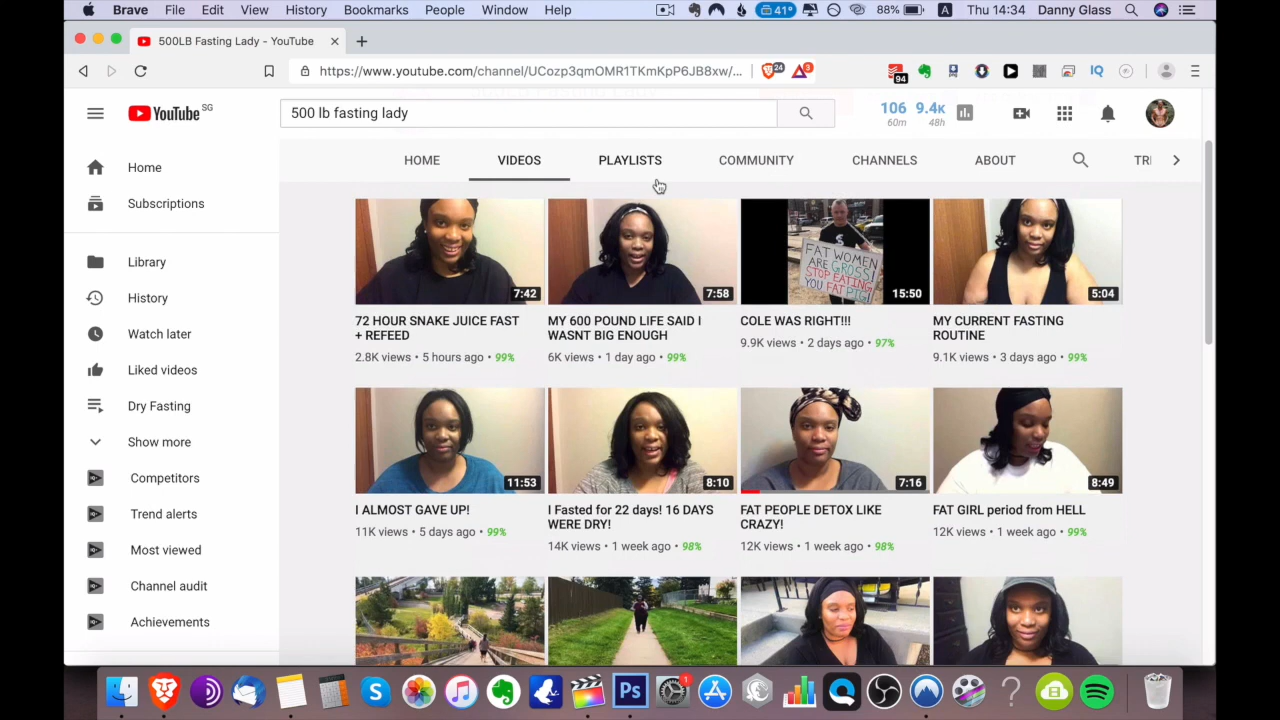 Brave File Edit View History Bookmarks People Window Help 41° 88% A Thu 14:34 Danny Glass
500LB Fasting Lady - YouTube
https://www.youtube.com/channel/UCozp3qmOMR1TKmKpP6JB8xw/... 24 3 94 IQ
YouTube SG
500 lb fasting lady
106 9.4K
60m 48h
HOME VIDEOS PLAYLISTS COMMUNITY CHANNELS ABOUT
Home
Subscriptions
Library
History
Watch later
Liked videos
Dry Fasting
Show more
Competitors
Trend alerts
Most viewed
Channel audit
Achievements
7:42
72 HOUR SNAKE JUICE FAST
+ REFEED
2.8K views • 5 hours ago • 99%
7:58
MY 600 POUND LIFE SAID I
WASNT BIG ENOUGH
6K views • 1 day ago • 99%
FAT WOMEN
ARE GROSS!
STOP EATING
YOU FAT PIG!
15:50
COLE WAS RIGHT!!!
9.9K views • 2 days ago • 97%
5:04
MY CURRENT FASTING
ROUTINE
9.1K views • 3 days ago • 99%
11:53
I ALMOST GAVE UP!
11K views • 5 days ago • 99%
8:10
I Fasted for 22 days! 16 DAYS
WERE DRY!
14K views • 1 week ago • 98%
7:16
FAT PEOPLE DETOX LIKE
CRAZY!
12K views • 1 week ago • 98%
8:49
FAT GIRL period from HELL
12K views • 1 week ago • 99%
Ps 1